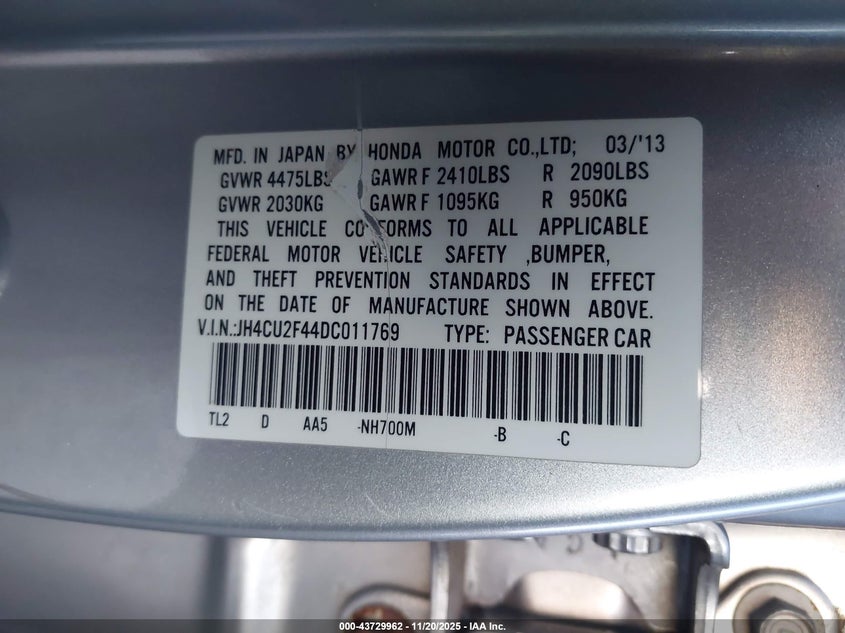 MFD. IN JAPAN BY HONDA MOTOR CO.,LTD; 03/'13
GVWR 4475LBS GAWR F 2410LBS R 2090LBS
GVWR 2030KG GAWR F 1095KG R 950KG
THIS VEHICLE CONFORMS TO ALL APPLICABLE
FEDERAL MOTOR VEHICLE SAFETY ,BUMPER,
AND THEFT PREVENTION STANDARDS IN EFFECT
ON THE DATE OF MANUFACTURE SHOWN ABOVE.
V.I.N.:JH4CU2F44DC011769 TYPE: PASSENGER CAR
TL2 D AA5 -NH700M -B -C
000-43729962 - 11/20/2025 - IAA Inc.